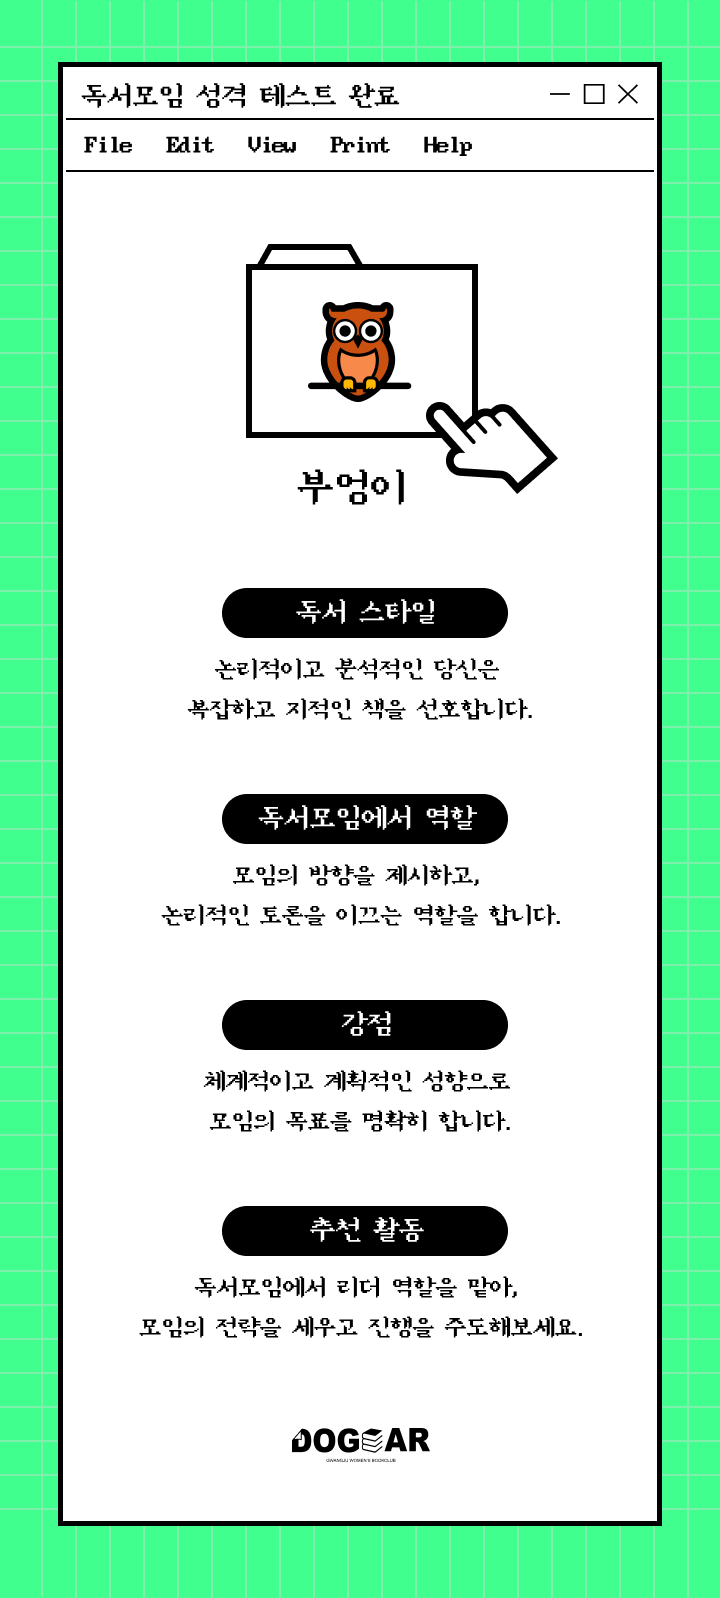 독서모임 성격 테스트 완료
File Edit View Print Help
부엉이
독서 스타일
논리적이고 분석적인 당신은
복잡하고 지적인 책을 선호합니다.
독서모임에서 역할
모임의 방향을 제시하고,
논리적인 토론을 이끄는 역할을 합니다.
강점
체계적이고 계획적인 성향으로
모임의 목표를 명확히 합니다.
추천 활동
독서모임에서 리더 역할을 맡아,
모임의 전략을 세우고 진행을 주도해보세요.
DOGEAR
GWANGJU WOMEN'S BOOKCLUB